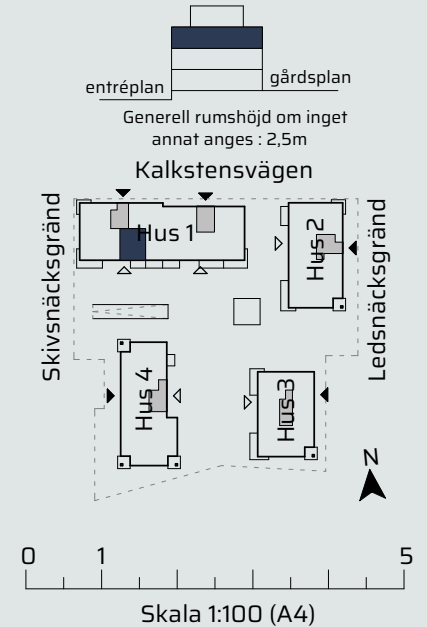 entréplan
gårdsplan
Generell rumshöjd om inget
annat anges : 2,5m
Kalkstensvägen
Skivsnäcksgränd
Hus 1
Hus 2
Ledsnäcksgränd
Hus 4
Hus 3
N
0 1 5
Skala 1:100 (A4)